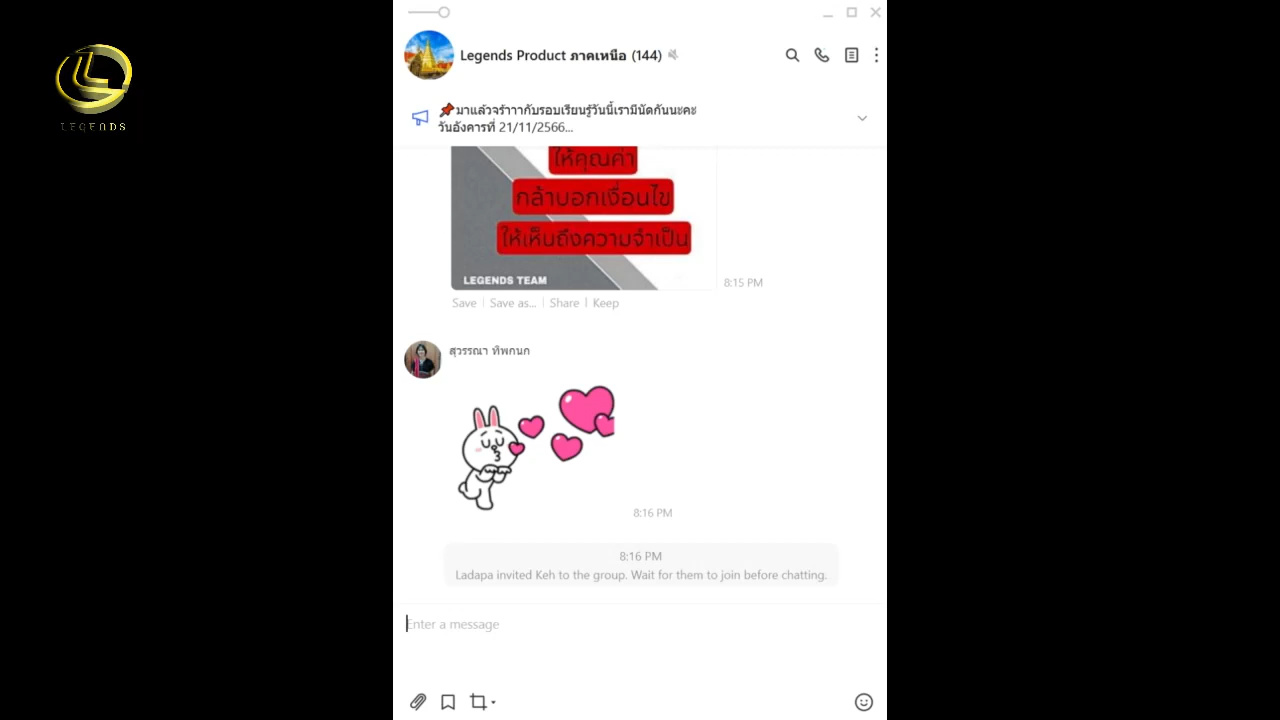 LEGENDS
Legends Product ภาคเหนือ (144)
📌มาแล้วจร้าาากับรอบเรียนรู้วันนี้เรามีนัดกันนะคะ
วันอังคารที่ 21/11/2566...
ให้คุณค่า
กล้าบอกเงื่อนไข
ให้เห็นถึงความจำเป็น
LEGENDS TEAM
8:15 PM
Save | Save as... | Share | Keep
สุวรรณา ทิพกนก
8:16 PM
8:16 PM
Ladapa invited Keh to the group. Wait for them to join before chatting.
Enter a message